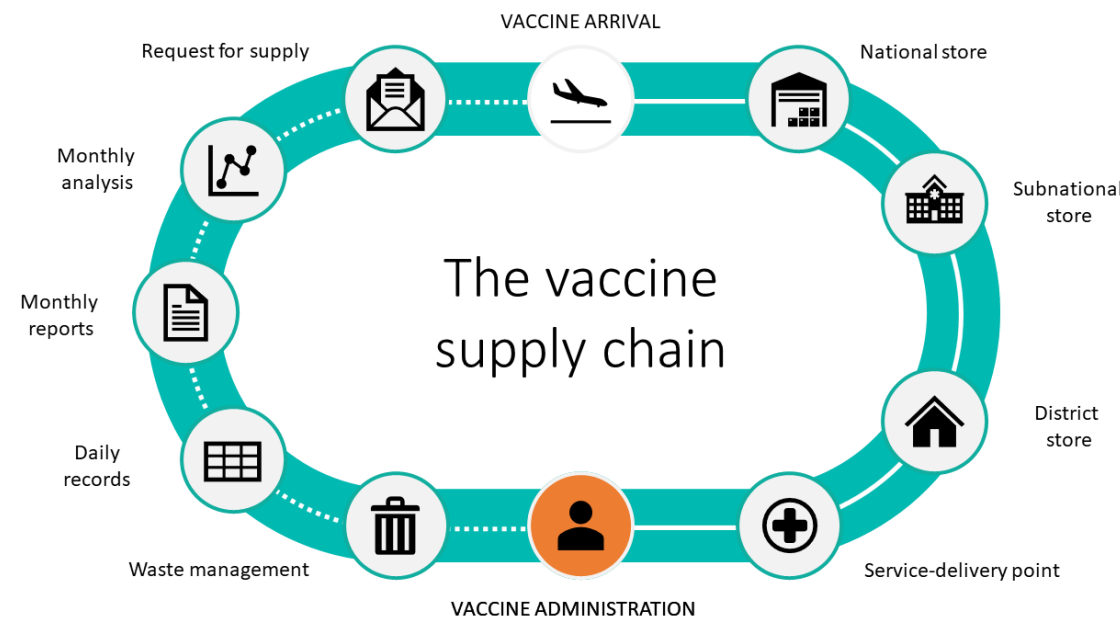 VACCINE ARRIVAL
Request for supply
National store
Monthly
analysis
Subnational
store
The vaccine
supply chain
Monthly
reports
District
store
Daily
records
Waste management
Service-delivery point
VACCINE ADMINISTRATION